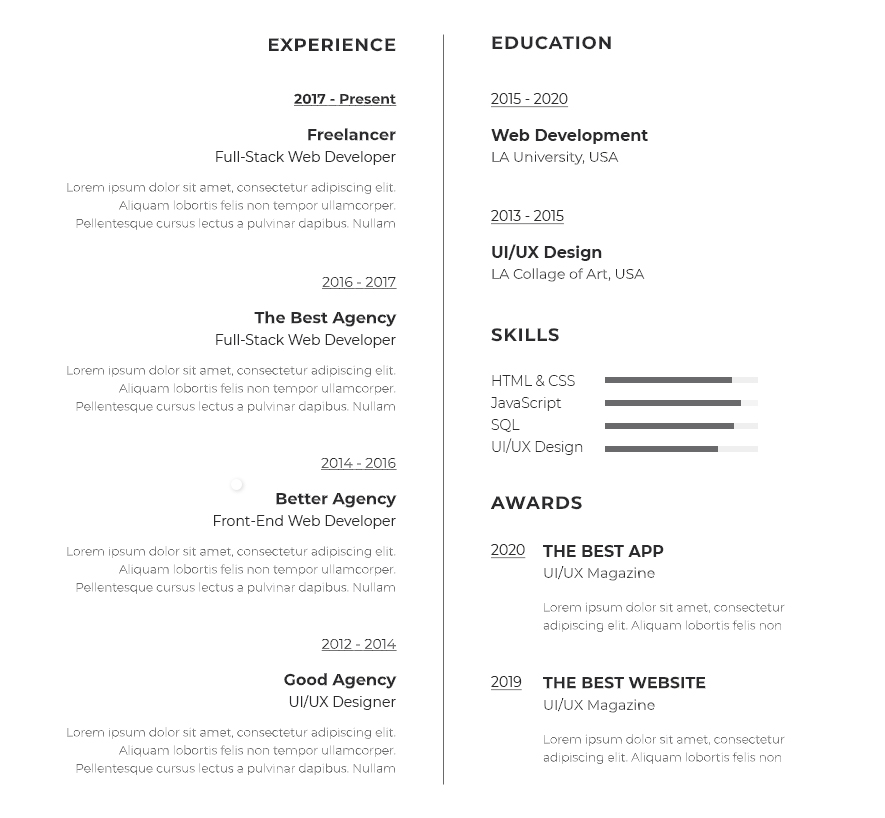 EXPERIENCE
2017 - Present
Freelancer
Full-Stack Web Developer
Lorem ipsum dolor sit amet, consectetur adipiscing elit.
Aliquam lobortis felis non tempor ullamcorper.
Pellentesque cursus lectus a pulvinar dapibus. Nullam
2016 - 2017
The Best Agency
Full-Stack Web Developer
Lorem ipsum dolor sit amet, consectetur adipiscing elit.
Aliquam lobortis felis non tempor ullamcorper.
Pellentesque cursus lectus a pulvinar dapibus. Nullam
2014 - 2016
Better Agency
Front-End Web Developer
Lorem ipsum dolor sit amet, consectetur adipiscing elit.
Aliquam lobortis felis non tempor ullamcorper.
Pellentesque cursus lectus a pulvinar dapibus. Nullam
2012 - 2014
Good Agency
UI/UX Designer
Lorem ipsum dolor sit amet, consectetur adipiscing elit.
Aliquam lobortis felis non tempor ullamcorper.
Pellentesque cursus lectus a pulvinar dapibus. Nullam
EDUCATION
2015 - 2020
Web Development
LA University, USA
2013 - 2015
UI/UX Design
LA Collage of Art, USA
SKILLS
HTML & CSS
JavaScript
SQL
UI/UX Design
AWARDS
2020 THE BEST APP
UI/UX Magazine
Lorem ipsum dolor sit amet, consectetur
adipiscing elit. Aliquam lobortis felis non
2019 THE BEST WEBSITE
UI/UX Magazine
Lorem ipsum dolor sit amet, consectetur
adipiscing elit. Aliquam lobortis felis non